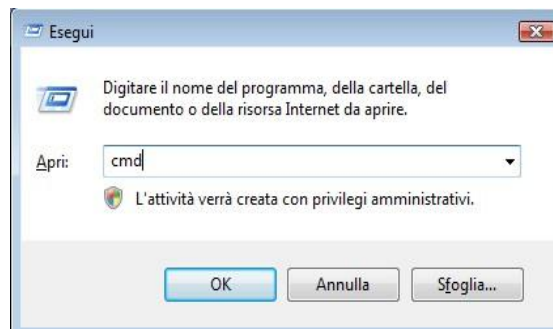 Esegui
Digitare il nome del programma, della cartella, del
documento o della risorsa Internet da aprire.
Apri: cmd
L'attività verrà creata con privilegi amministrativi.
OK Annulla Sfoglia...